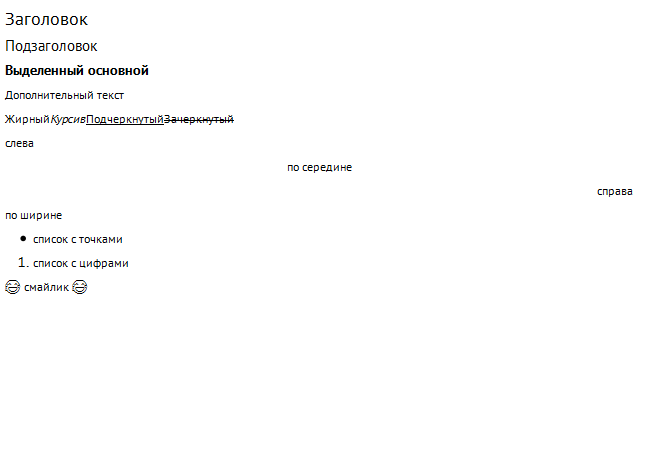 Заголовок
Подзаголовок
Выделенный основной
Дополнительный текст
ЖирныйКурсивПодчеркнутыйЗачеркнутый
слева
по середине
справа
по ширине
• список с точками
1. список с цифрами
😂 смайлик 😂